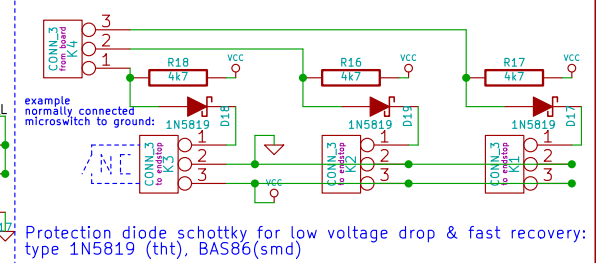 CONN_3
from board
K4
3
2
1
R18
4k7
VCC
R16
4k7
VCC
R17
4k7
VCC
example
normally connected
microswitch to ground:
1N5819
D18
1N5819
D19
1N5819
D17
NC
CONN_3
to endstop
K3
1
2
3
VCC
CONN_3
to endstop
K2
1
2
3
CONN_3
to endstop
K1
1
2
3
L
17
Protection diode schottky for low voltage drop & fast recovery:
type 1N5819 (tht), BAS86(smd)